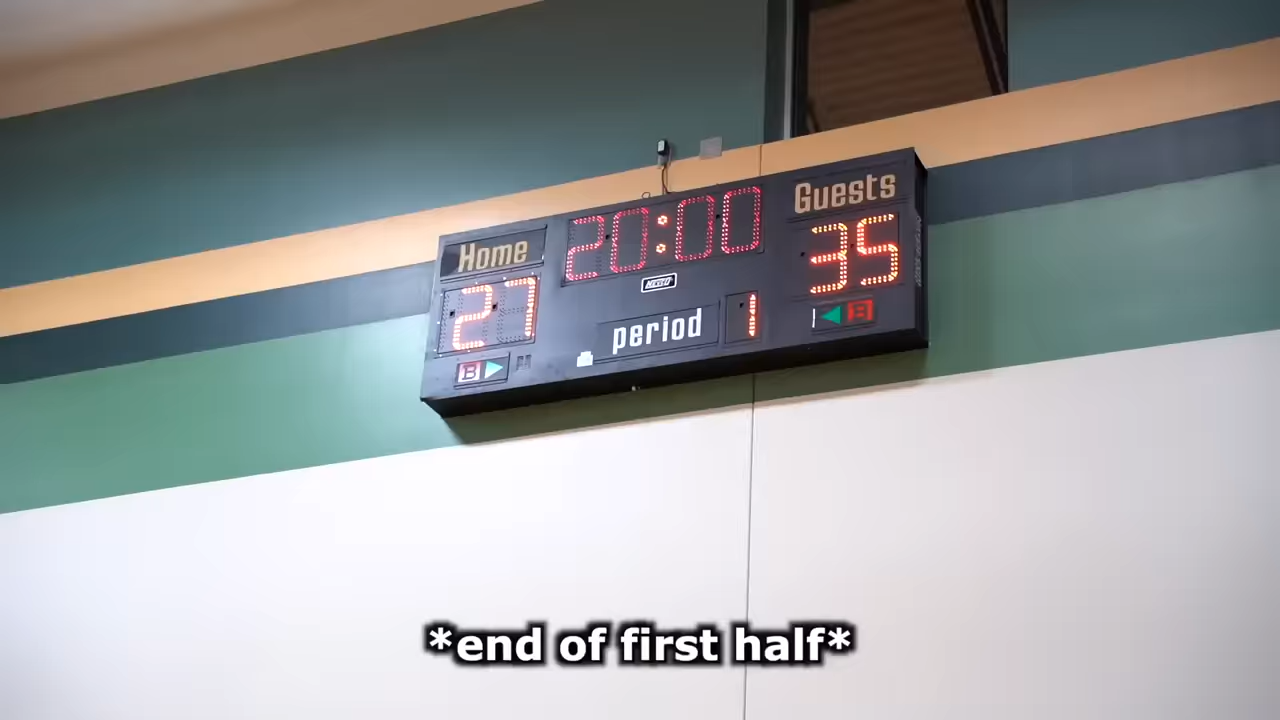 Home
20:00
Guests
27
35
period 1
B
B
*end of first half*